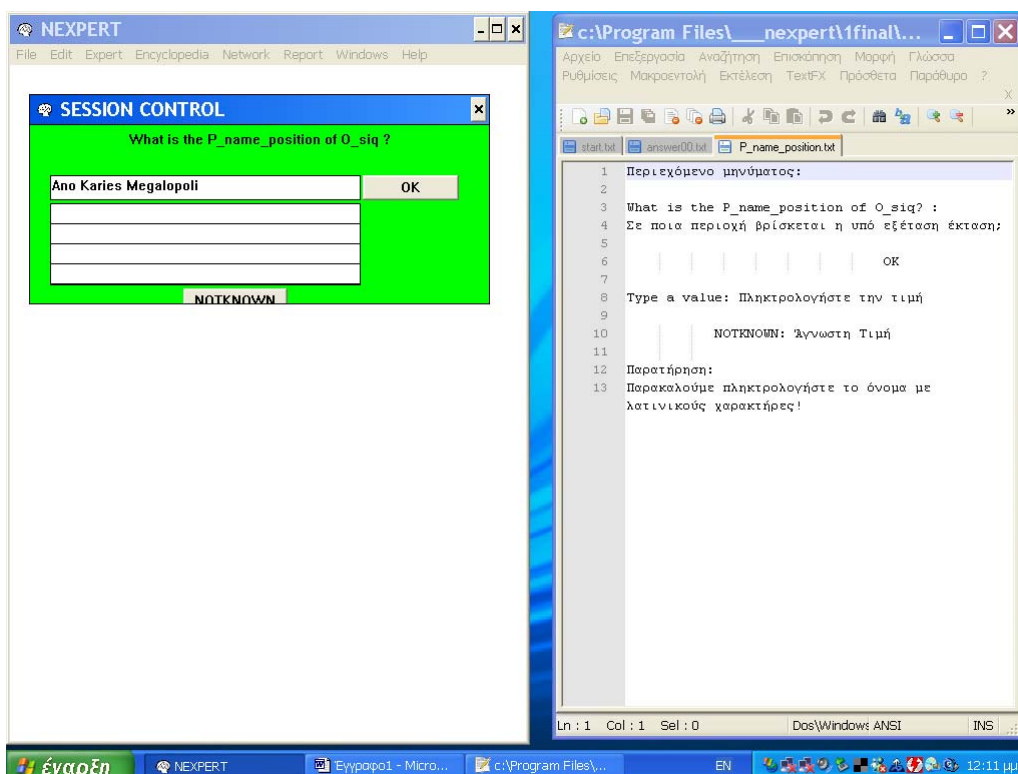 NEXPERT
File Edit Expert Encyclopedia Network Report Windows Help
SESSION CONTROL
What is the P_name_position of O_siq ?
Ano Karies Megalopoli
OK
NOTKNOWN
c:\Program Files\___nexpert\1final\...
Αρχείο Επεξεργασία Αναζήτηση Επισκόπηση Μορφή Γλώσσα
Ρυθμίσεις Μακροεντολή Εκτέλεση TextFX Πρόσθετα Παράθυρο ?
X
»
start.txt answer00.txt P_name_position.txt
1 Περιεχόμενο μηνύματος:
2
3 What is the P_name_position of O_siq? :
4 Σε ποια περιοχή βρίσκεται η υπό εξέταση έκταση;
5
6 OK
7
8 Type a value: Πληκτρολογήστε την τιμή
9
10 NOTKNOWN: Άγνωστη Τιμή
11
12 Παρατήρηση:
13 Παρακαλούμε πληκτρολογήστε το όνομα με
λατινικούς χαρακτήρες!
Ln : 1 Col : 1 Sel : 0 Dos\Windows ANSI INS
έναρξη NEXPERT Έγγραφο1 - Micro... c:\Program Files\... EN 12:11 μμ